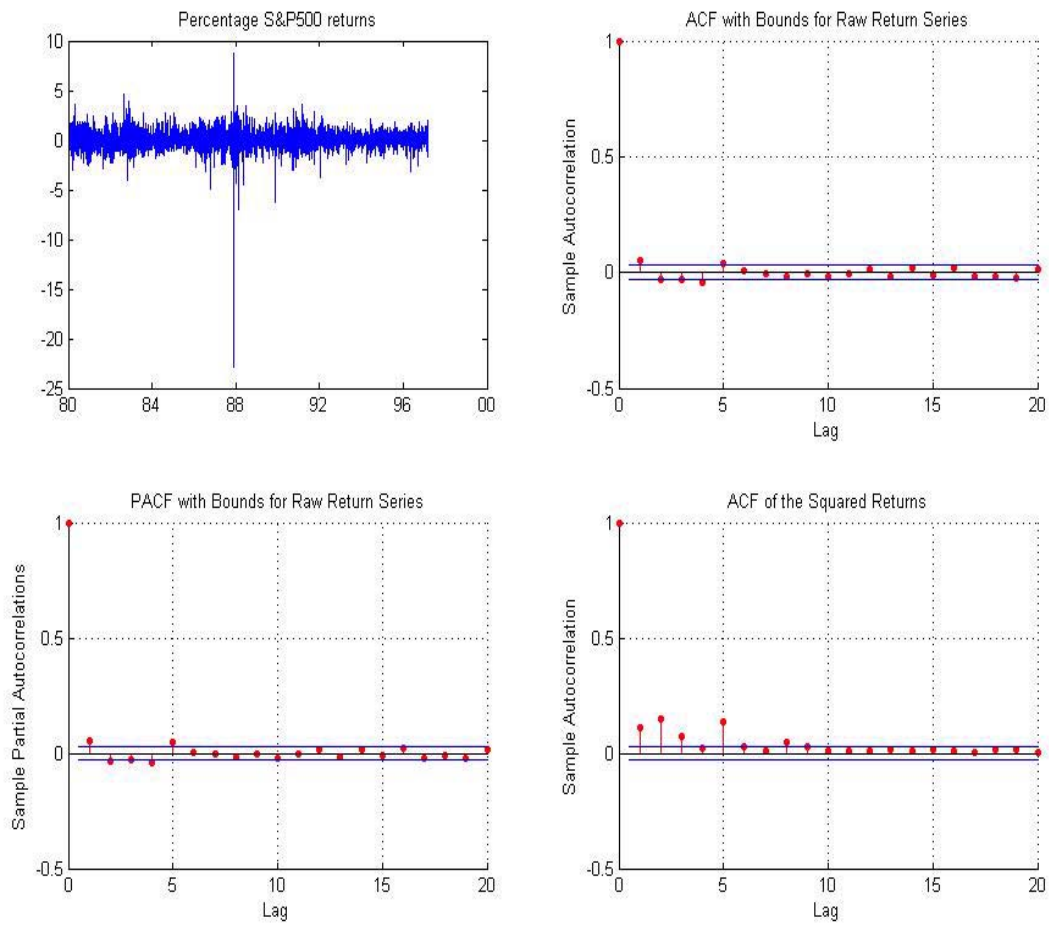 Percentage S&P500 returns
10
5
0
-5
-10
-15
-20
-25
80 84 88 92 96 00
ACF with Bounds for Raw Return Series
Sample Autocorrelation
1
0.5
0
-0.5
0 5 10 15 20
Lag
PACF with Bounds for Raw Return Series
Sample Partial Autocorrelations
1
0.5
0
-0.5
0 5 10 15 20
Lag
ACF of the Squared Returns
Sample Autocorrelation
1
0.5
0
-0.5
0 5 10 15 20
Lag